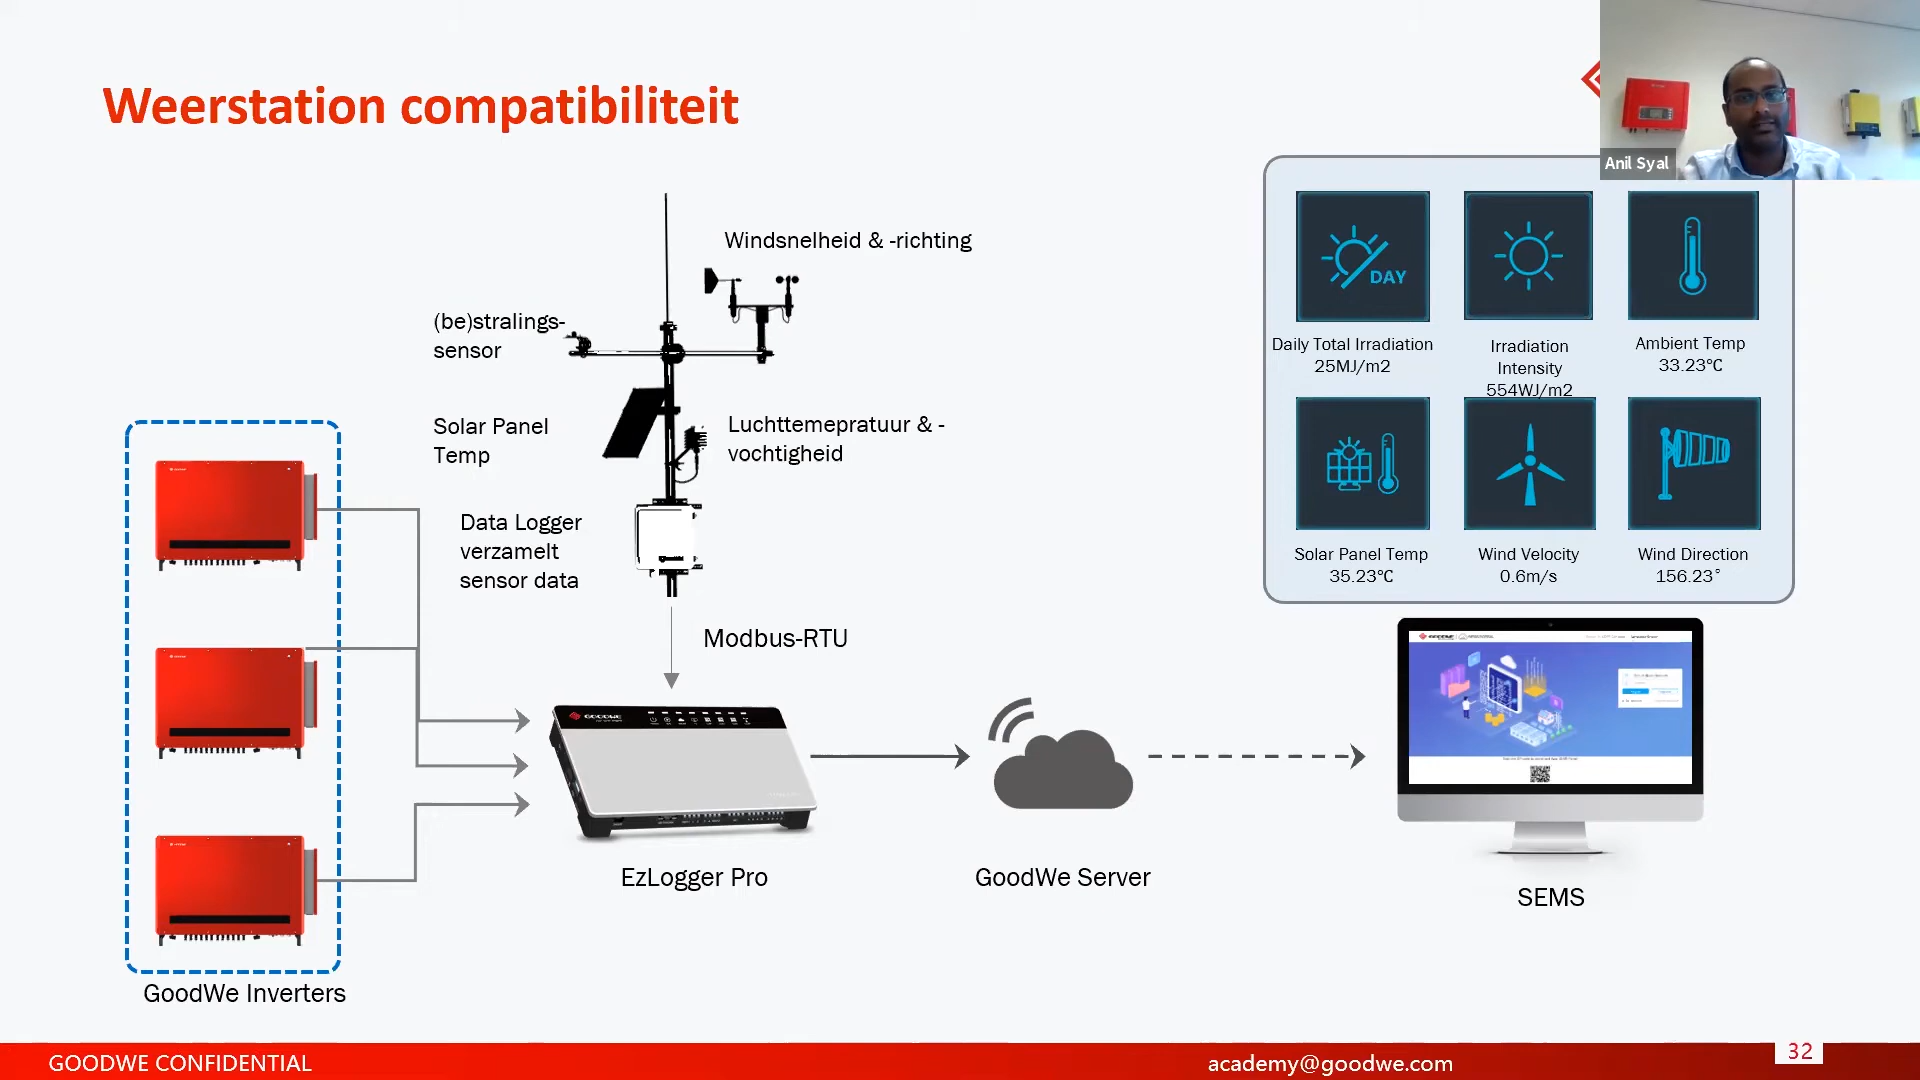 Weerstation compatibiliteit
Anil Syal
Windsnelheid & -richting
(be)stralings-
sensor
Solar Panel
Temp
Luchttemepratuur & -
vochtigheid
Data Logger
verzamelt
sensor data
Modbus-RTU
DAY
Daily Total Irradiation
25MJ/m2
Irradiation
Intensity
554WJ/m2
Ambient Temp
33.23℃
Solar Panel Temp
35.23℃
Wind Velocity
0.6m/s
Wind Direction
156.23°
GOODWE
EzLogger Pro
GoodWe Server
GOODWE
SEMS
GoodWe Inverters
GOODWE CONFIDENTIAL
academy@goodwe.com
32